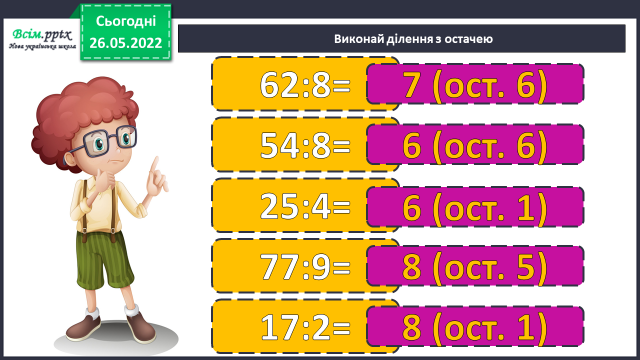 Всім.pptx
Нова українська школа
Сьогодні
26.05.2022
Виконай ділення з остачею
62:8= 7 (ост. 6)
54:8= 6 (ост. 6)
25:4= 6 (ост. 1)
77:9= 8 (ост. 5)
17:2= 8 (ост. 1)